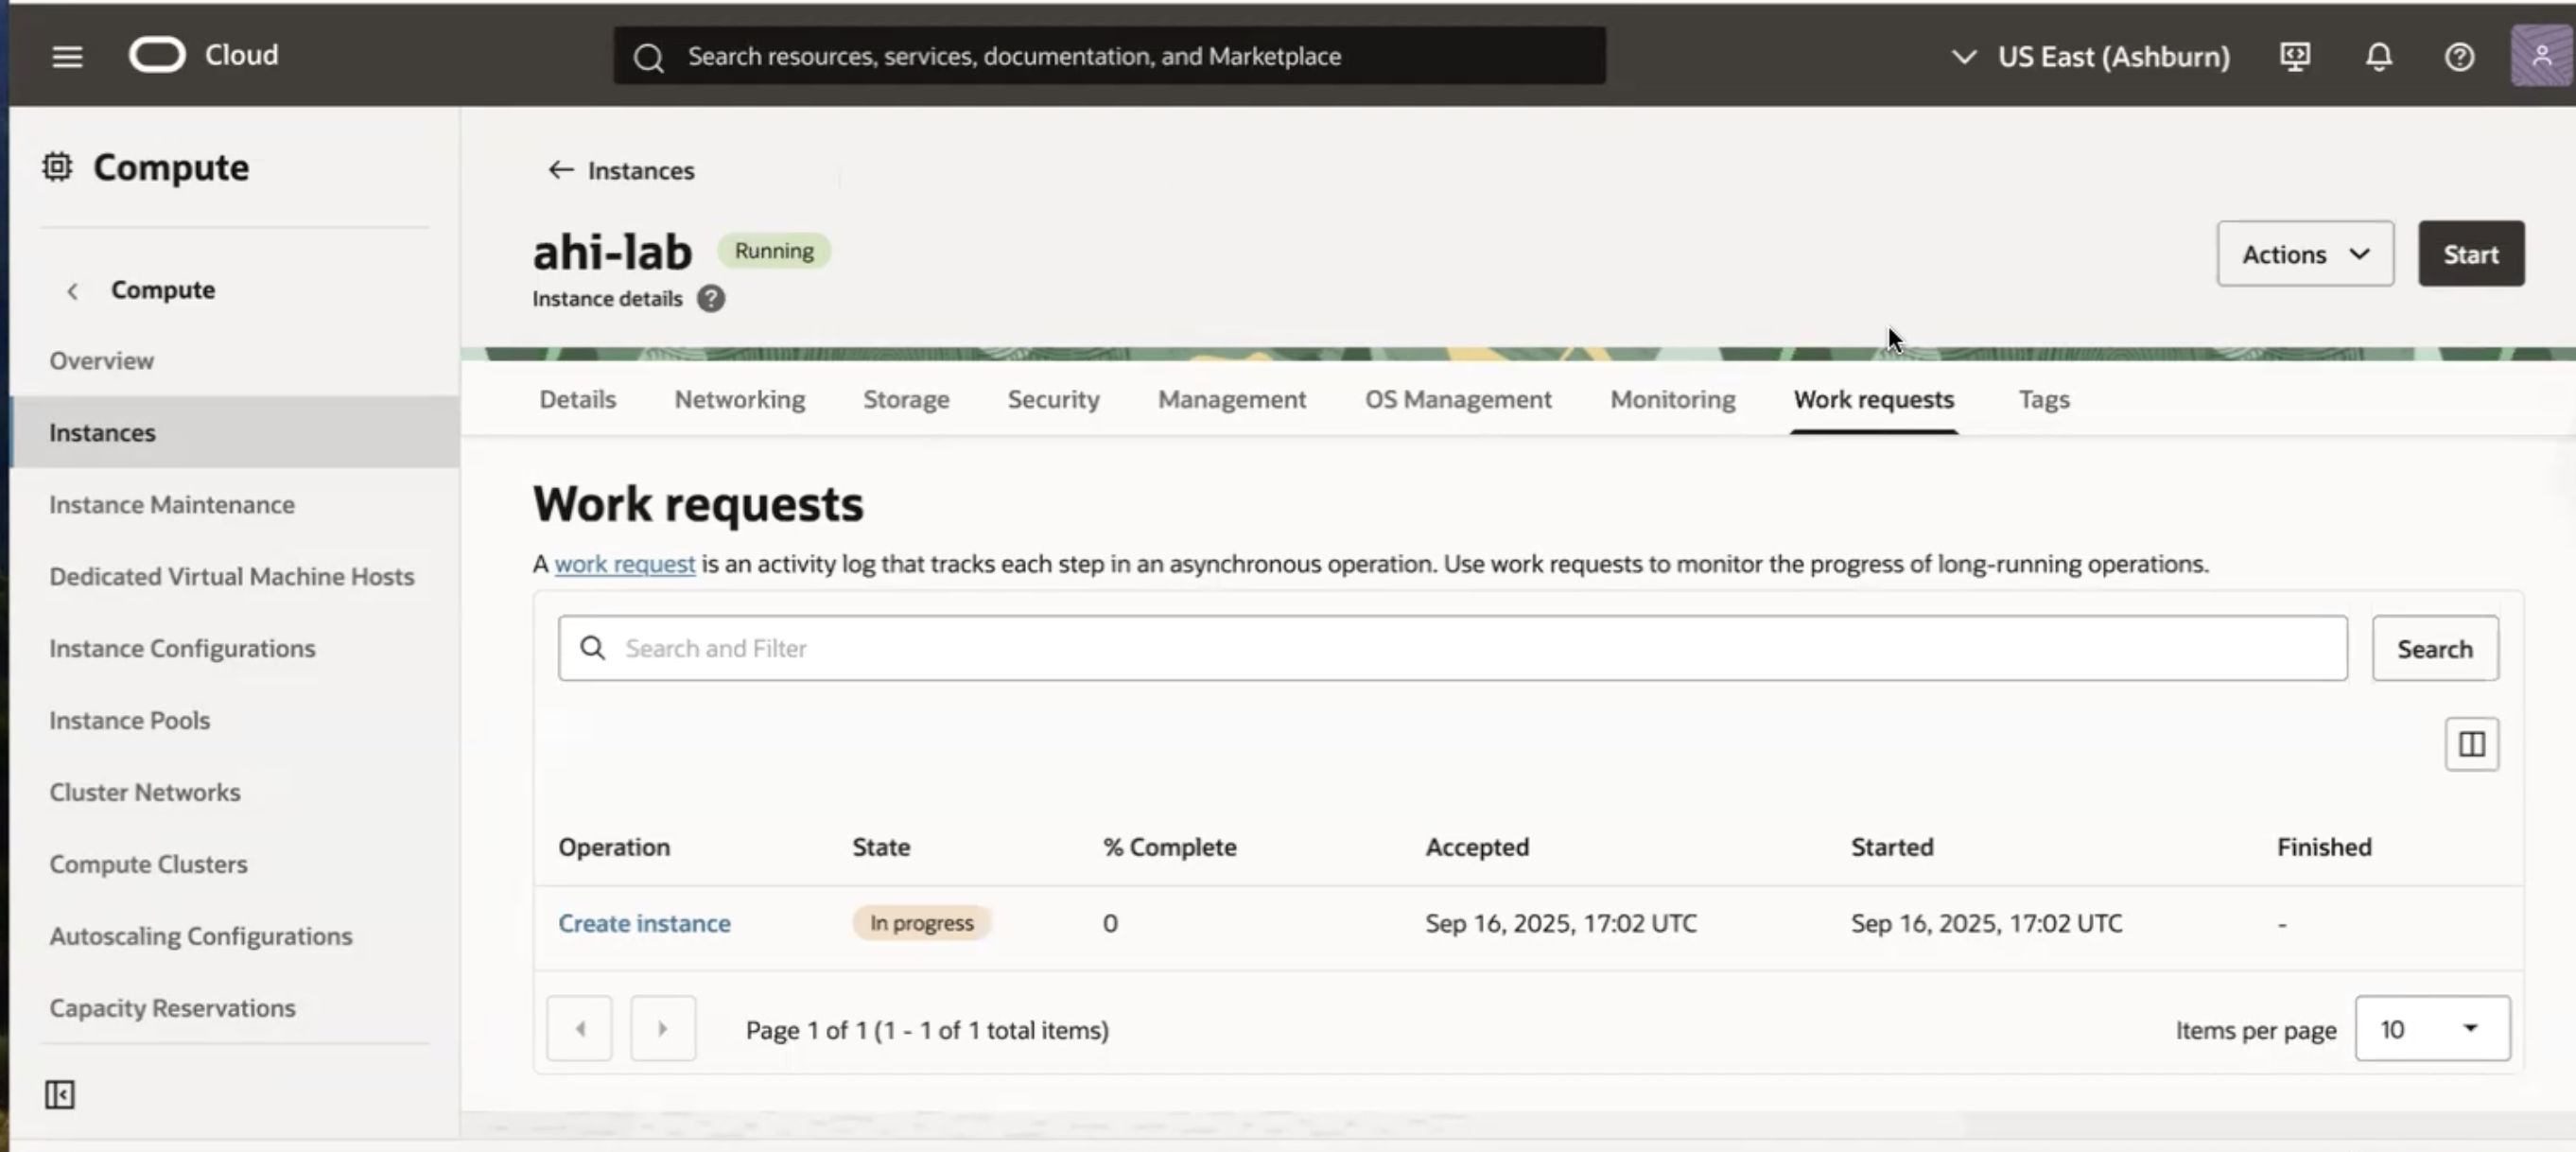 Cloud
Search resources, services, documentation, and Marketplace
US East (Ashburn)
Compute
Compute
Overview
Instances
Instance Maintenance
Dedicated Virtual Machine Hosts
Instance Configurations
Instance Pools
Cluster Networks
Compute Clusters
Autoscaling Configurations
Capacity Reservations
Instances
ahi-lab Running
Instance details ?
Actions Start
Details Networking Storage Security Management OS Management Monitoring Work requests Tags
Work requests
A work request is an activity log that tracks each step in an asynchronous operation. Use work requests to monitor the progress of long-running operations.
Search and Filter Search
Operation State % Complete Accepted Started Finished
Create instance In progress 0 Sep 16, 2025, 17:02 UTC Sep 16, 2025, 17:02 UTC -
Page 1 of 1 (1 - 1 of 1 total items) Items per page 10